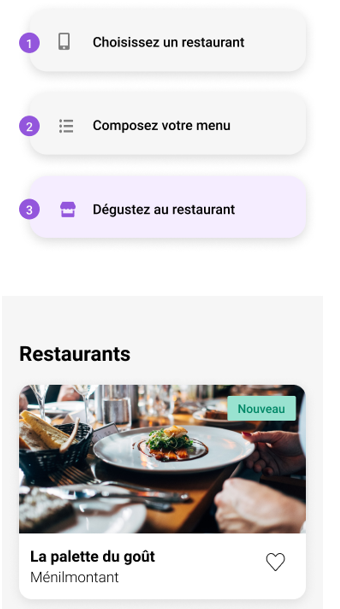 1
Choisissez un restaurant
2
Composez votre menu
3
Dégustez au restaurant
Restaurants
Nouveau
La palette du goût
Ménilmontant